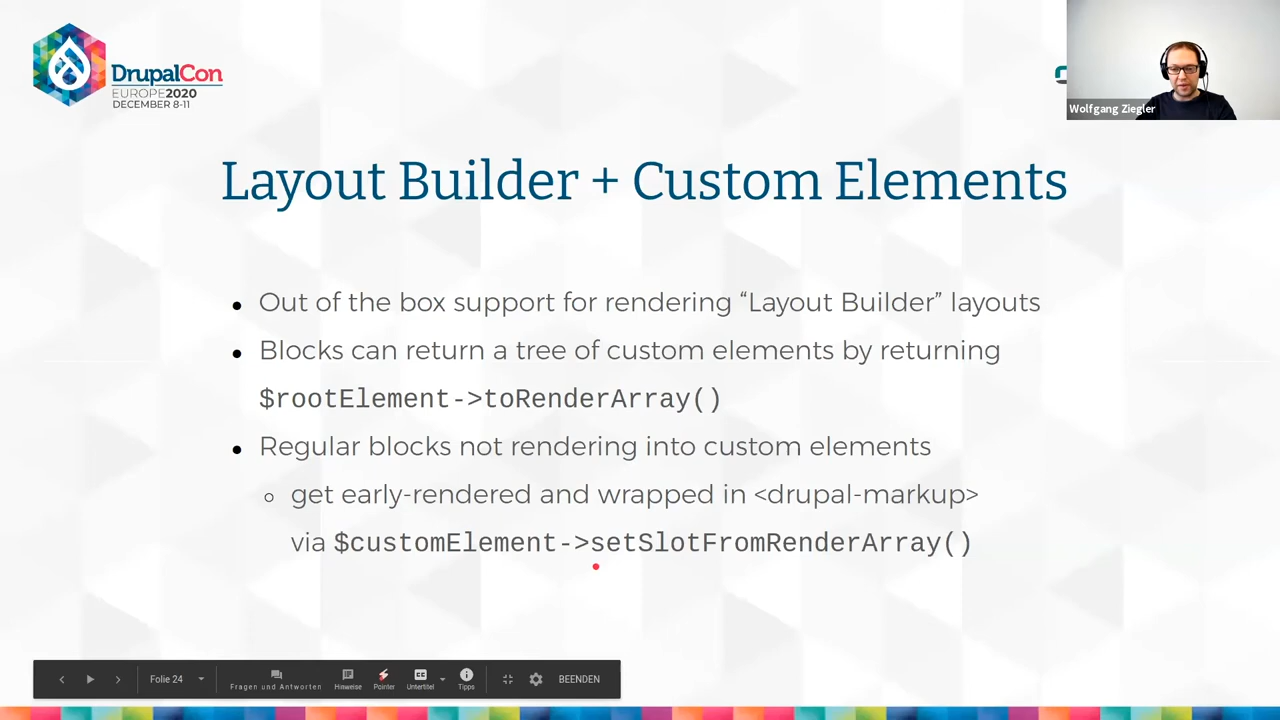 DrupalCon
EUROPE2020
DECEMBER 8-11
Wolfgang Ziegler
Layout Builder + Custom Elements
• Out of the box support for rendering “Layout Builder” layouts
• Blocks can return a tree of custom elements by returning
$rootElement->toRenderArray()
• Regular blocks not rendering into custom elements
○ get early-rendered and wrapped in <drupal-markup>
via $customElement->setSlotFromRenderArray()
Folie 24
Fragen und Antworten
Hinweise
Pointer
Untertitel
Tipps
BEENDEN